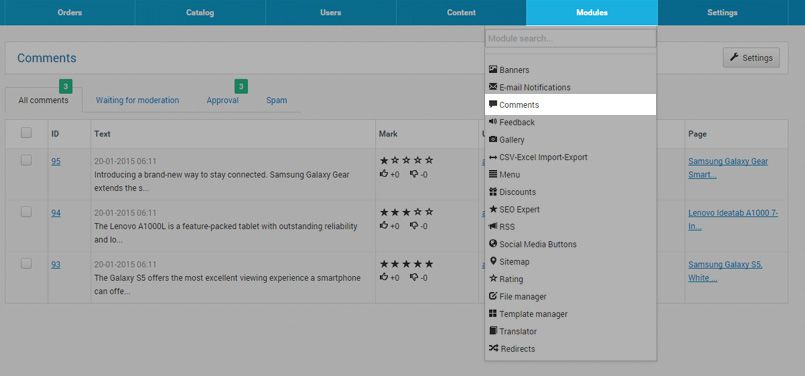 Orders Catalog Users Content Modules Settings
Module search...
Comments
Settings
3 3
All comments Waiting for moderation Approval Spam
ID Text Mark Page
95 20-01-2015 06:11
Introducing a brand-new way to stay connected. Samsung Galaxy Gear
extends the s...
+0 -0
Samsung Galaxy Gear
Smart...
94 20-01-2015 06:11
The Lenovo A1000L is a feature-packed tablet with outstanding reliability
and lo...
+0 -0
Lenovo Ideatab A1000 7-
In...
93 20-01-2015 06:11
The Galaxy S5 offers the most excellent viewing experience a smartphone
can offe...
+0 -0
Samsung Galaxy S5,
White ...
Banners
E-mail Notifications
Comments
Feedback
Gallery
CSV-Excel Import-Export
Menu
Discounts
SEO Expert
RSS
Social Media Buttons
Sitemap
Rating
File manager
Template manager
Translator
Redirects